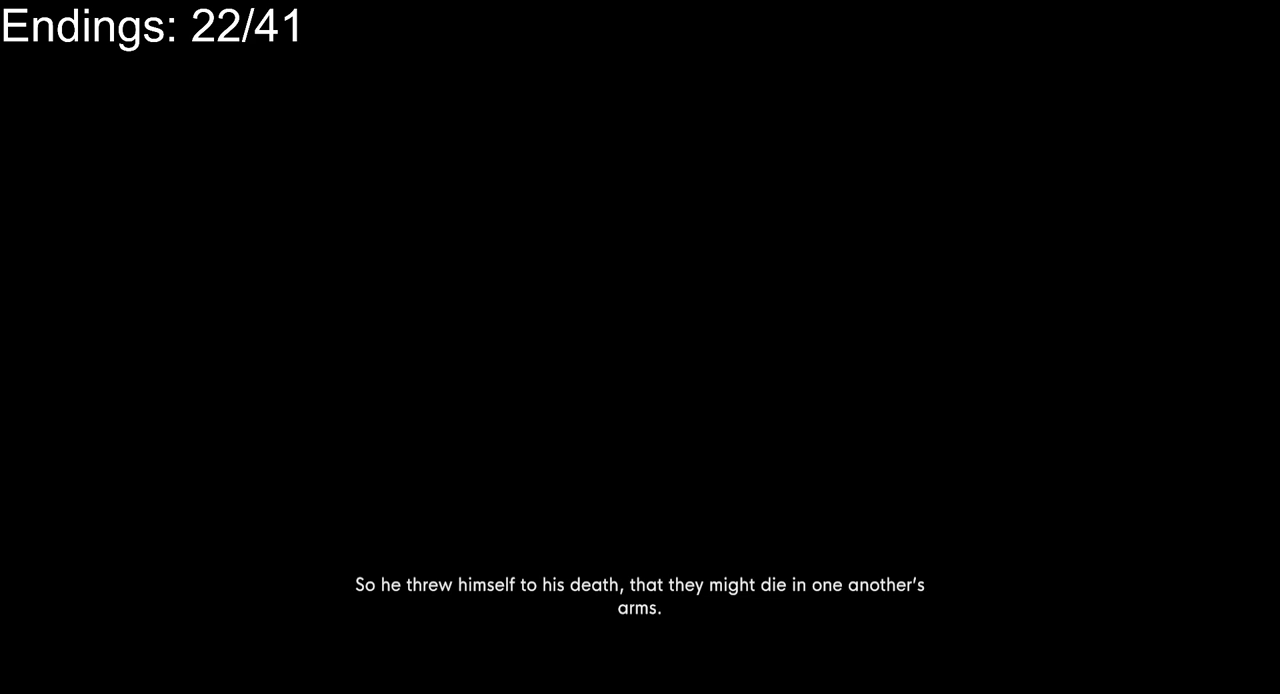 Endings: 22/41
So he threw himself to his death, that they might die in one another’s
arms.